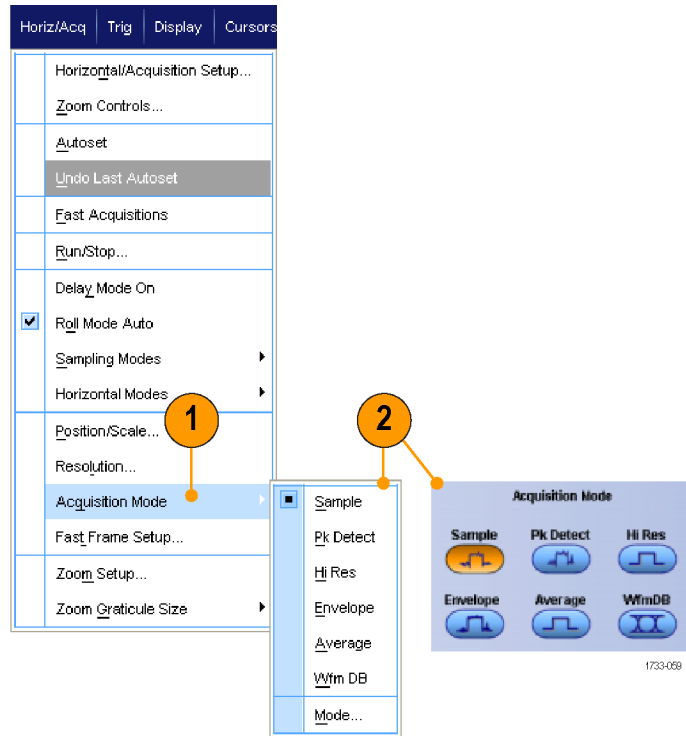 Horiz/Acq Trig Display Cursors
Horizontal/Acquisition Setup...
Zoom Controls...
Autoset
Undo Last Autoset
Fast Acquisitions
Run/Stop...
Delay Mode On
Roll Mode Auto
Sampling Modes
Horizontal Modes
1
Position/Scale...
Resolution...
Acquisition Mode
Fast Frame Setup...
Zoom Setup...
Zoom Graticule Size
2
Sample
Pk Detect
Hi Res
Envelope
Average
Wfm DB
Mode...
Acquisition Mode
Sample Pk Detect Hi Res
Envelope Average WfmDB
1733-059